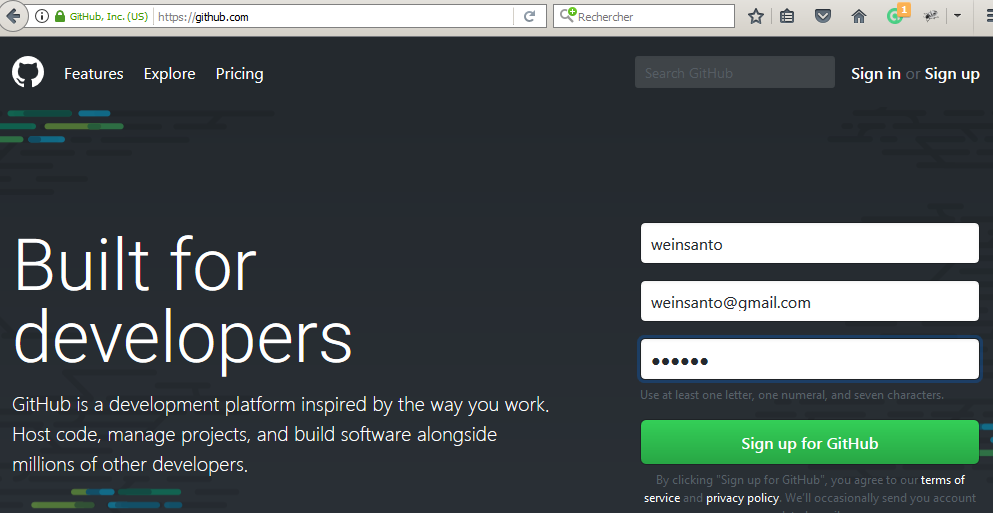 GitHub, Inc. (US) https://github.com Rechercher 1
Features Explore Pricing Search GitHub Sign in or Sign up
Built for
developers
GitHub is a development platform inspired by the way you work.
Host code, manage projects, and build software alongside
millions of other developers.
weinsanto
weinsanto@gmail.com
●●●●●●
Use at least one letter, one numeral, and seven characters.
Sign up for GitHub
By clicking "Sign up for GitHub", you agree to our terms of
service and privacy policy. We'll occasionally send you account